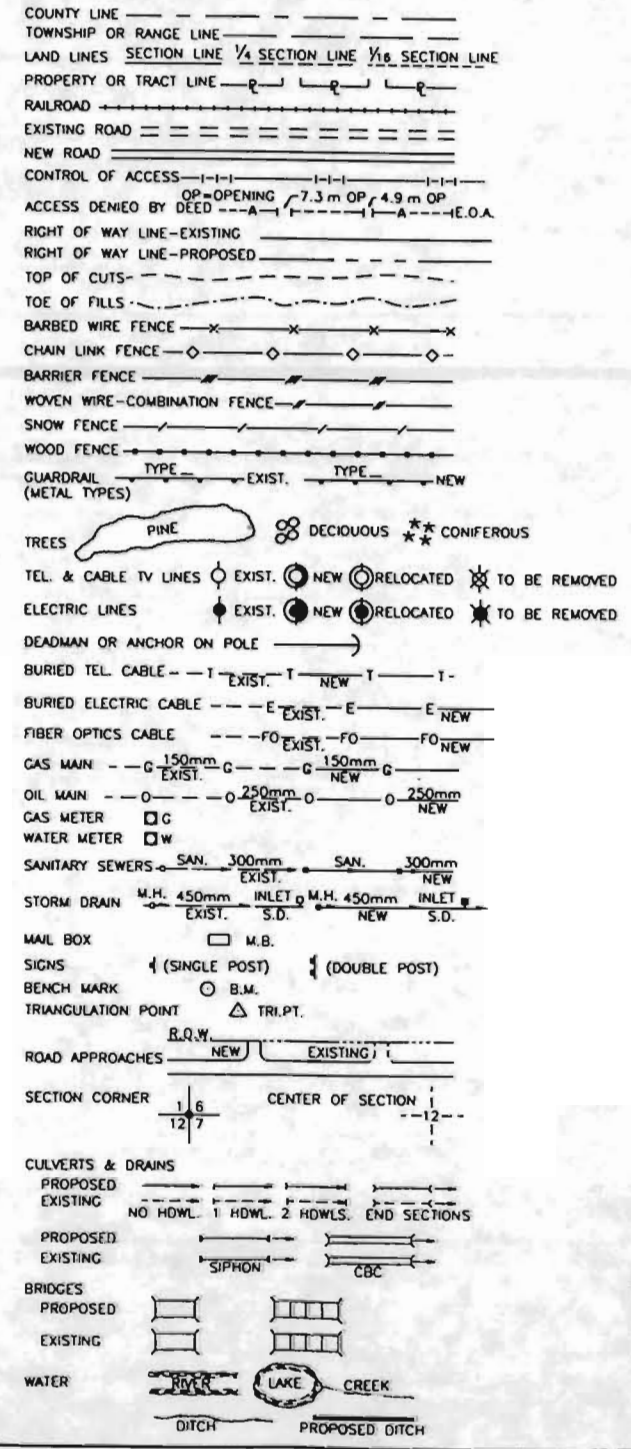 COUNTY LINE
TOWNSHIP OR RANGE LINE
LAND LINES SECTION LINE 1/4 SECTION LINE 1/16 SECTION LINE
PROPERTY OR TRACT LINE ℞ ℞ ℞
RAILROAD
EXISTING ROAD
NEW ROAD
CONTROL OF ACCESS
OP=OPENING 7.3 m OP 4.9 m OP
ACCESS DENIED BY DEED A A E.O.A.
RIGHT OF WAY LINE-EXISTING
RIGHT OF WAY LINE-PROPOSED
TOP OF CUTS
TOE OF FILLS
BARBED WIRE FENCE
CHAIN LINK FENCE
BARRIER FENCE
WOVEN WIRE-COMBINATION FENCE
SNOW FENCE
WOOD FENCE
GUARDRAIL TYPE_ EXIST. TYPE_ NEW
(METAL TYPES)
TREES PINE DECIDUOUS CONIFEROUS
TEL. & CABLE TV LINES EXIST. NEW RELOCATED TO BE REMOVED
ELECTRIC LINES EXIST. NEW RELOCATED TO BE REMOVED
DEADMAN OR ANCHOR ON POLE
BURIED TEL. CABLE T EXIST. T NEW T T
BURIED ELECTRIC CABLE E EXIST. E E NEW
FIBER OPTICS CABLE FO EXIST. FO FO NEW
GAS MAIN G 150mm EXIST. G G 150mm NEW G
OIL MAIN O O 250mm EXIST. O O 250mm NEW
GAS METER G
WATER METER W
SANITARY SEWERS SAN. 300mm EXIST. SAN. 300mm NEW
STORM DRAIN M.H. 450mm EXIST. INLET S.D. M.H. 450mm NEW INLET S.D.
MAIL BOX M.B.
SIGNS (SINGLE POST) (DOUBLE POST)
BENCH MARK B.M.
TRIANGULATION POINT TRI.PT.
R.O.W.
ROAD APPROACHES NEW EXISTING
SECTION CORNER 1 6 CENTER OF SECTION
12 7 12
CULVERTS & DRAINS
PROPOSED
EXISTING
NO HDWL. 1 HDWL. 2 HDWLS. END SECTIONS
PROPOSED
EXISTING
SIPHON CBC
BRIDGES
PROPOSED
EXISTING
WATER RIVER LAKE CREEK
DITCH PROPOSED DITCH